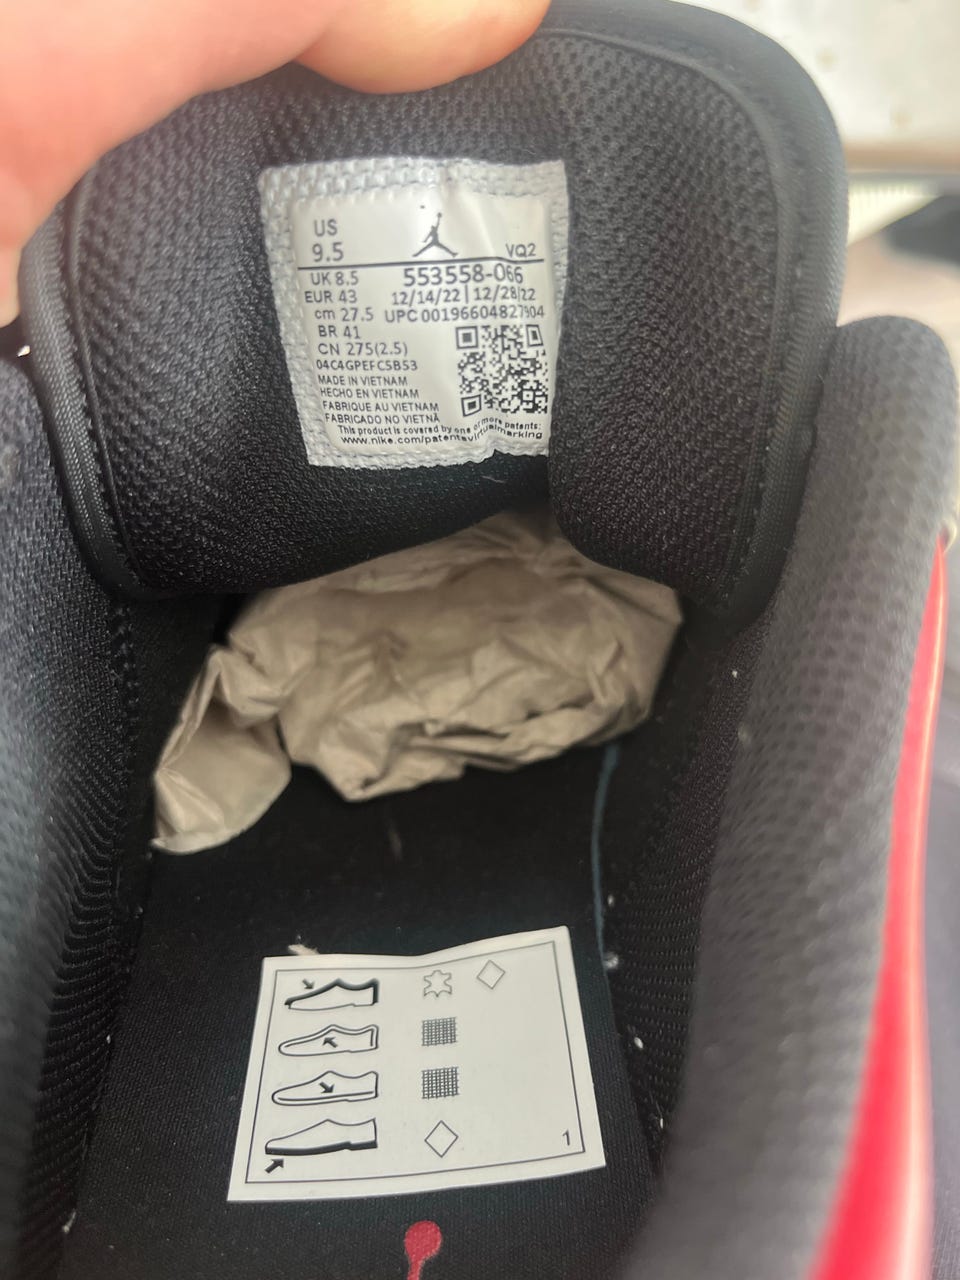 US
9.5
VQ2
UK 8.5 553558-066
EUR 43 12/14/22 | 12/28/22
cm 27.5 UPC 00196604827904
BR 41
CN 275(2.5)
04C4GPEFC5B53
MADE IN VIETNAM
HECHO EN VIETNAM
FABRIQUE AU VIETNAM
FABRICADO NO VIETNÃ
This product is covered by one or more patents:
www.nike.com/patentsvirtualmarking
1